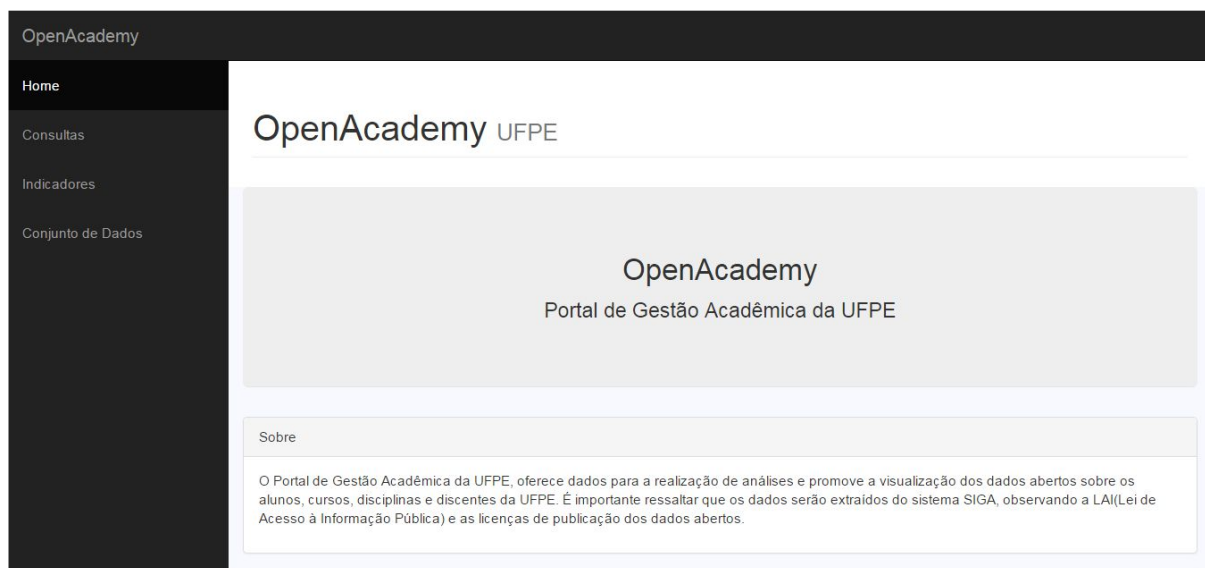 OpenAcademy
Home
Consultas
Indicadores
Conjunto de Dados
OpenAcademy UFPE
OpenAcademy
Portal de Gestão Acadêmica da UFPE
Sobre
O Portal de Gestão Acadêmica da UFPE, oferece dados para a realização de análises e promove a visualização dos dados abertos sobre os
alunos, cursos, disciplinas e discentes da UFPE. É importante ressaltar que os dados serão extraídos do sistema SIGA, observando a LAI(Lei de
Acesso à Informação Pública) e as licenças de publicação dos dados abertos.